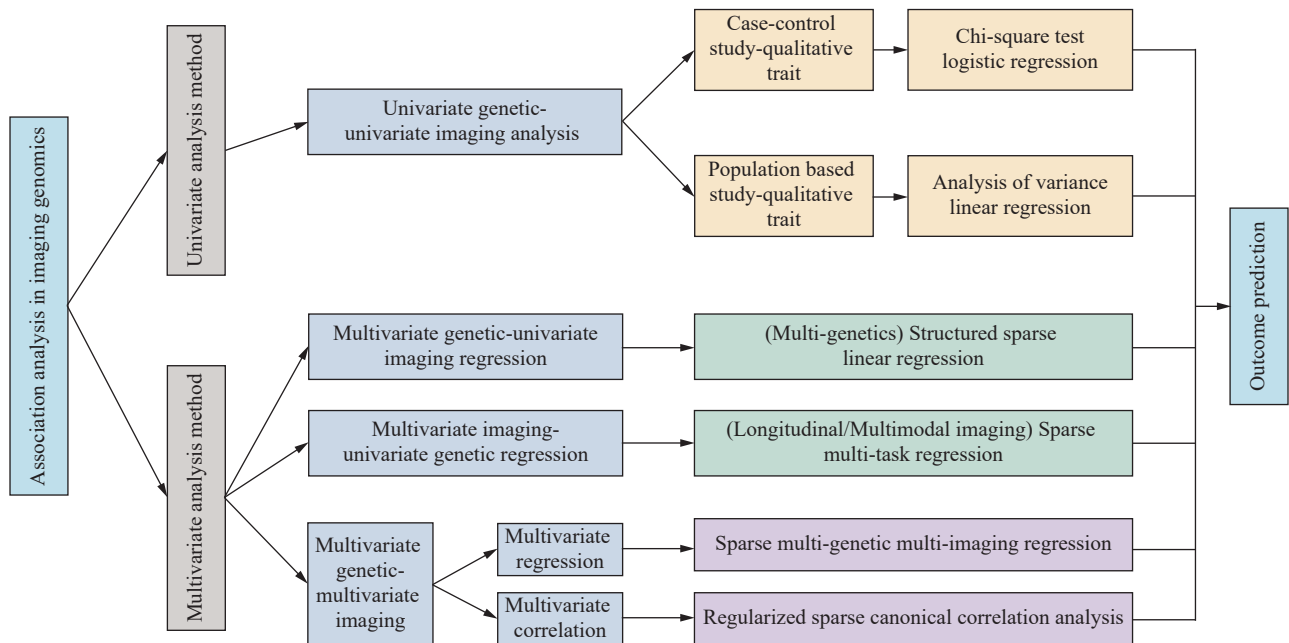 Association analysis in imaging genomics
Univariate analysis method
Univariate genetic-
univariate imaging analysis
Case-control
study-qualitative
trait
Chi-square test
logistic regression
Population based
study-qualitative
trait
Analysis of variance
linear regression
Multivariate analysis method
Multivariate genetic-univariate
imaging regression
(Multi-genetics) Structured sparse
linear regression
Multivariate imaging-
univariate genetic regression
(Longitudinal/Multimodal imaging) Sparse
multi-task regression
Multivariate
genetic-
multivariate
imaging
Multivariate
regression
Sparse multi-genetic multi-imaging regression
Multivariate
correlation
Regularized sparse canonical correlation analysis
Outcome prediction